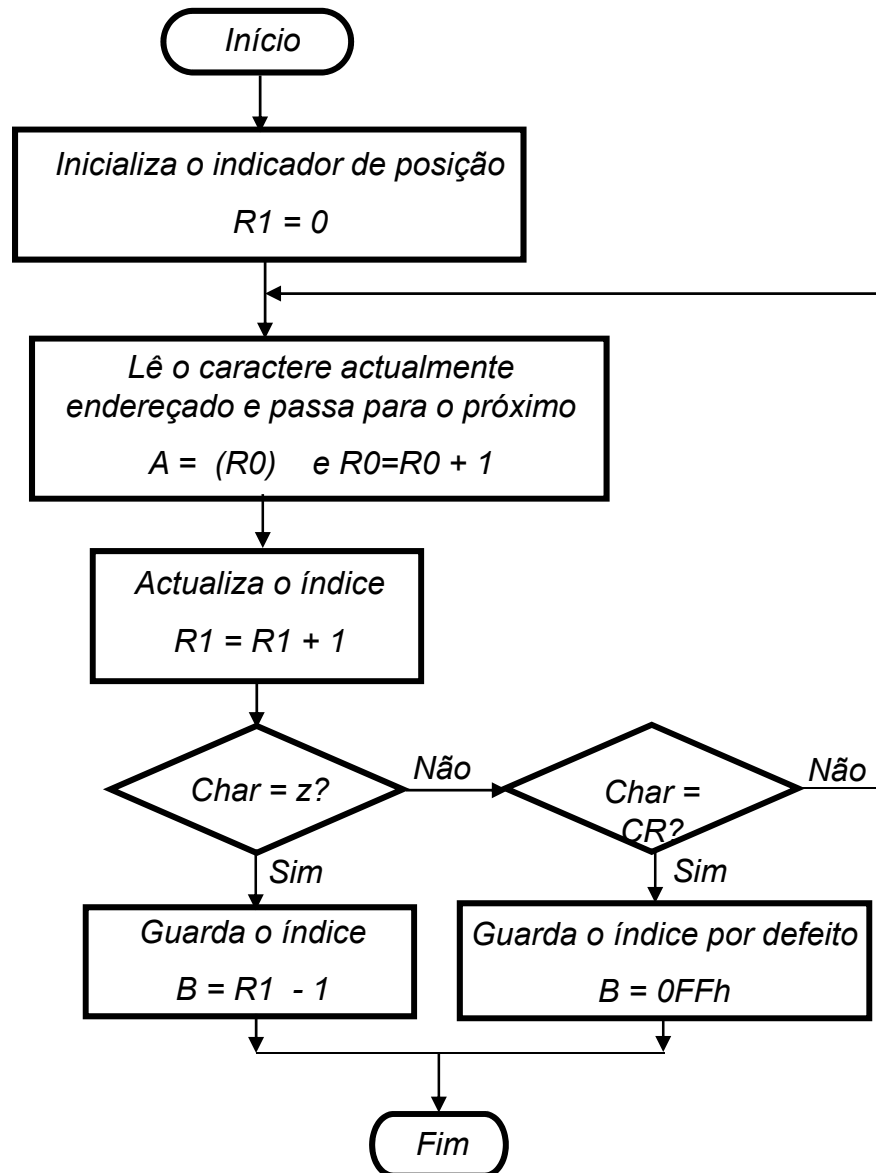 Início
Inicializa o indicador de posição
R1 = 0
Lê o caractere actualmente
endereçado e passa para o próximo
A = (R0) e R0=R0 + 1
Actualiza o índice
R1 = R1 + 1
Char = z?
Não
Char =
CR?
Não
Sim
Sim
Guarda o índice
B = R1 - 1
Guarda o índice por defeito
B = 0FFh
Fim